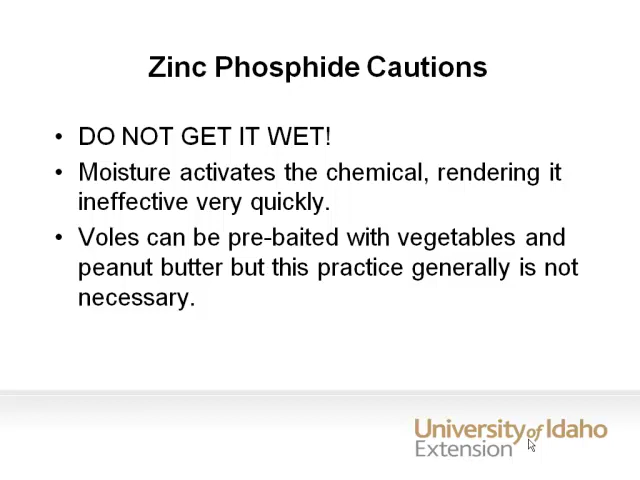 Zinc Phosphide Cautions
• DO NOT GET IT WET!
• Moisture activates the chemical, rendering it
ineffective very quickly.
• Voles can be pre-baited with vegetables and
peanut butter but this practice generally is not
necessary.
University of Idaho
Extension